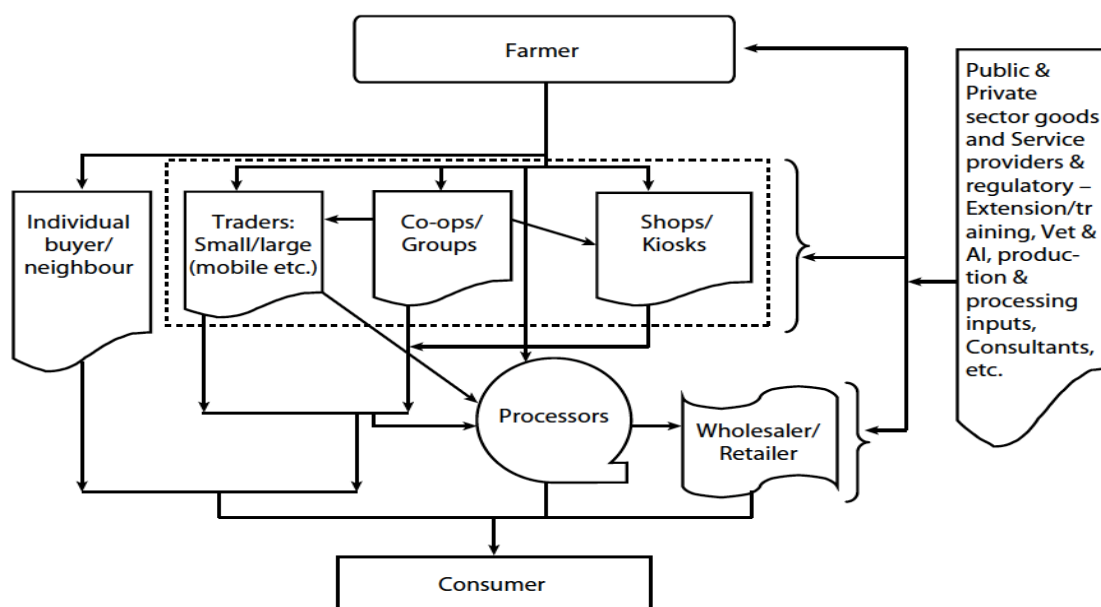 Farmer
Public &
Private
sector goods
and Service
providers &
regulatory –
Extension/tr
aining, Vet &
AI, produc-
tion &
processing
inputs,
Consultants,
etc.
Individual
buyer/
neighbour
Traders:
Small/large
(mobile etc.)
Co-ops/
Groups
Shops/
Kiosks
Processors
Wholesaler/
Retailer
Consumer